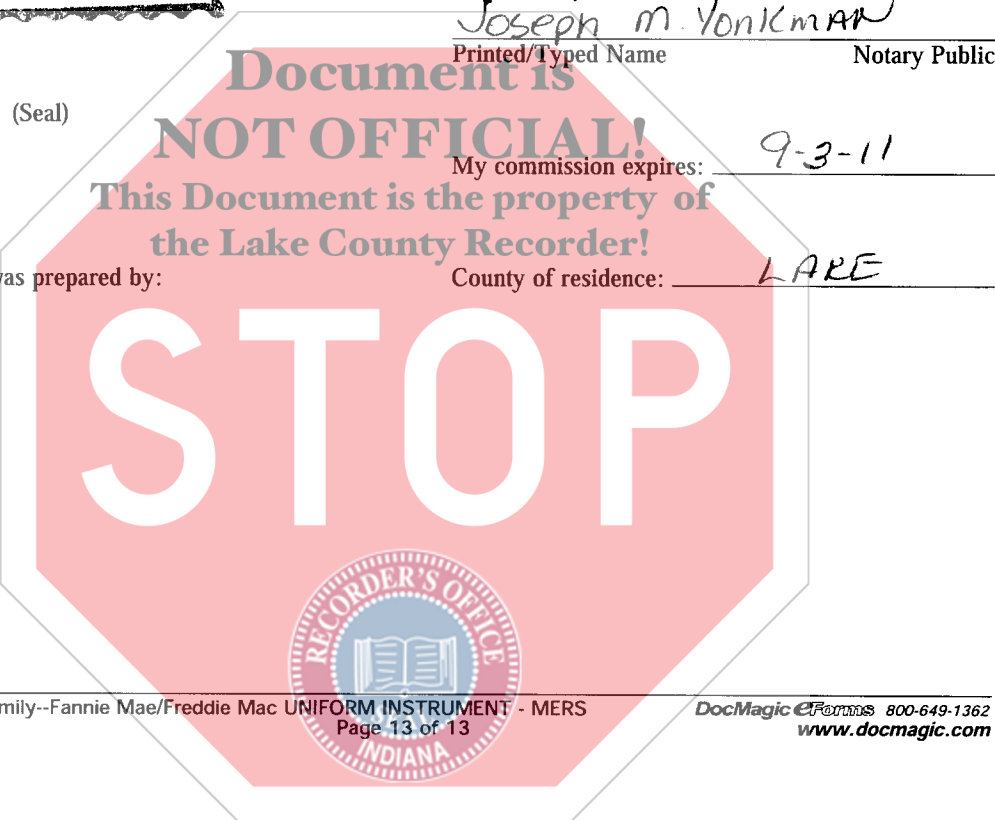 Joseph M. Yonkman
Printed/Typed Name Notary Public
Document is
(Seal)
NOT OFFICIAL!
My commission expires: 9-3-11
This Document is the property of
the Lake County Recorder!
was prepared by:
County of residence: LAKE
STOP
RECORDER'S OFFICE
INDIANA
mily--Fannie Mae/Freddie Mac UNIFORM INSTRUMENT - MERS
Page 13 of 13
DocMagic eForms 800-649-1362
www.docmagic.com